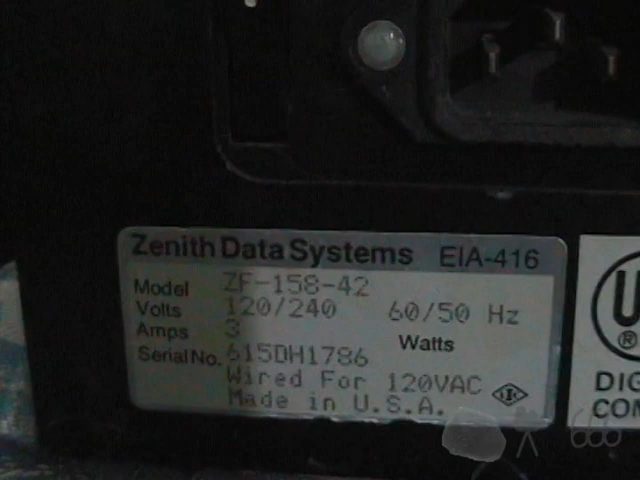 Zenith Data Systems EIA-416
Model ZF-158-42
Volts 120/240 60/50 Hz
Amps 3 Watts
Serial No. 615DH1786
Wired For 120VAC
Made in U.S.A.
U
®
DIG
COM